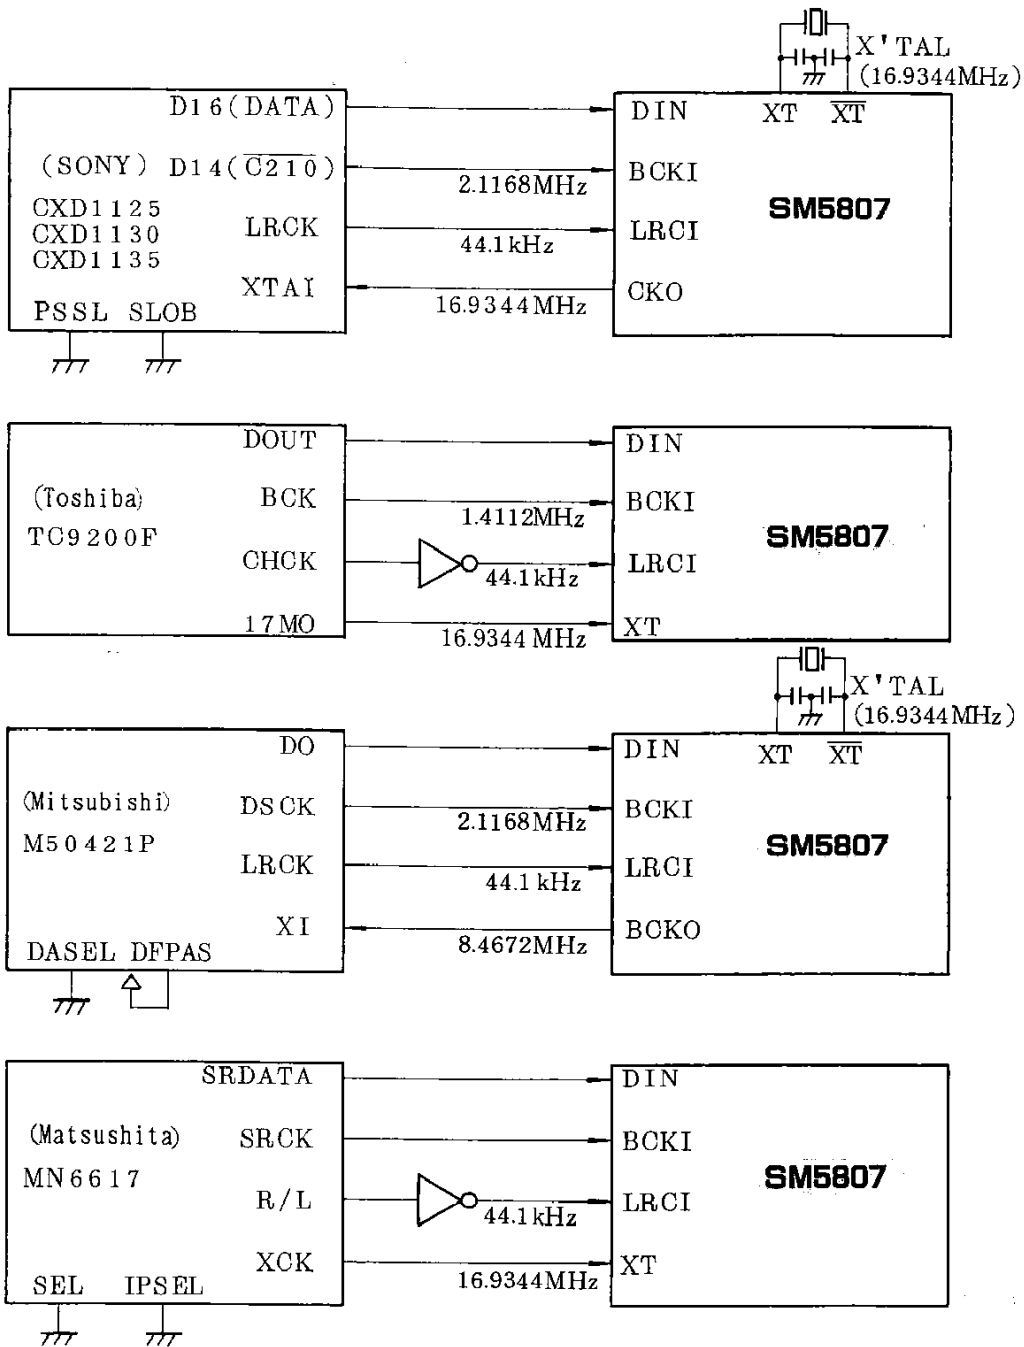 X'TAL
(16.9344MHz)
D16(DATA)
DIN
XT
XT
(SONY)
D14(C210)
2.1168MHz
BCKI
SM5807
CXD1125
CXD1130
CXD1135
LRCK
44.1kHz
LRCI
XTAI
16.9344MHz
CKO
PSSL
SLOB
DOUT
DIN
(Toshiba)
TC9200F
BCK
1.4112MHz
BCKI
SM5807
CHCK
44.1kHz
LRCI
17MO
16.9344 MHz
XT
X'TAL
(16.9344MHz)
DO
DIN
XT
XT
(Mitsubishi)
M50421P
DSCK
2.1168MHz
BCKI
SM5807
LRCK
44.1 kHz
LRCI
XI
8.4672MHz
BCKO
DASEL
DFPAS
SRDATA
DIN
(Matsushita)
MN6617
SRCK
BCKI
SM5807
R/L
44.1kHz
LRCI
XCK
16.9344MHz
XT
SEL
IPSEL